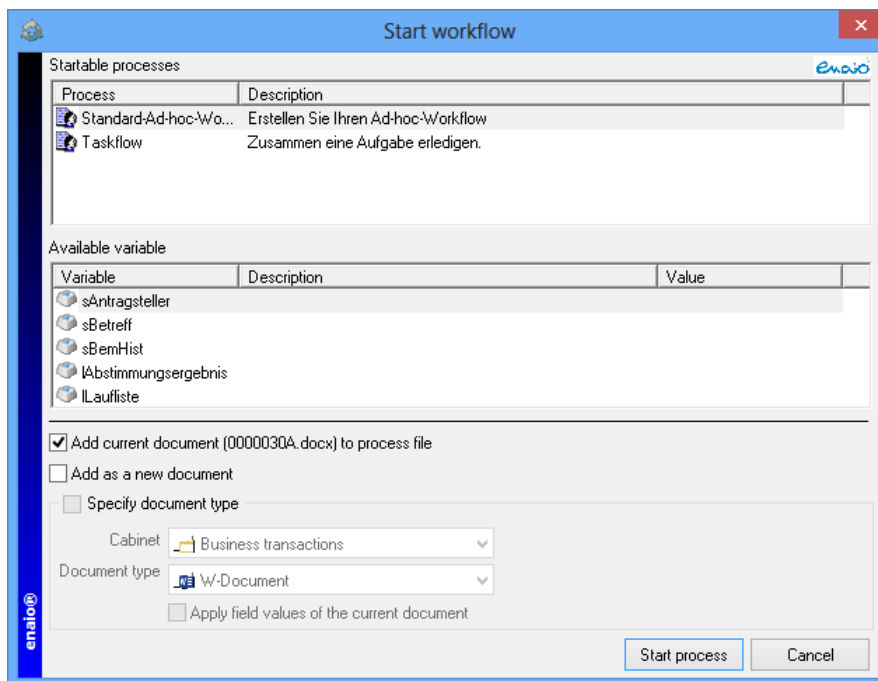 Start workflow
Startable processes
enaio
Process Description
Standard-Ad-hoc-Wo... Erstellen Sie Ihren Ad-hoc-Workflow
Taskflow Zusammen eine Aufgabe erledigen.
Available variable
Variable Description Value
sAntragsteller
sBetreff
sBemHist
lAbstimmungsergebnis
lLaufliste
Add current document (0000030A.docx) to process file
Add as a new document
Specify document type
Cabinet Business transactions
Document type W-Document
Apply field values of the current document
enaio®
Start process Cancel